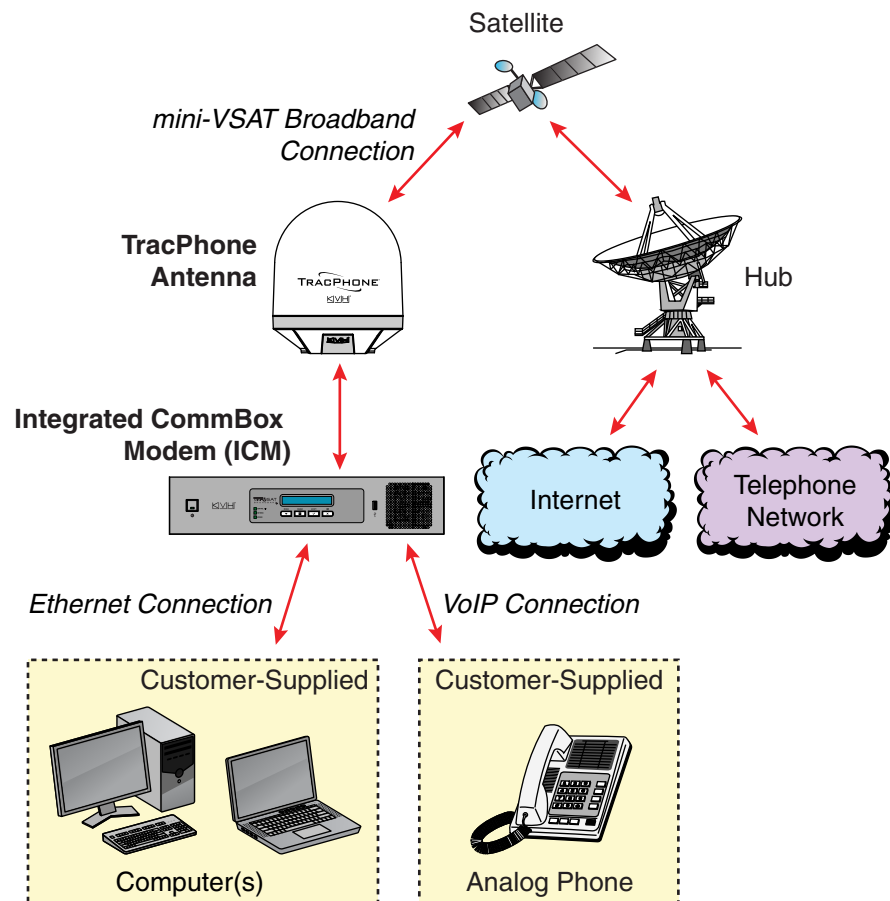 Satellite
mini-VSAT Broadband
Connection
TracPhone
Antenna
TRACPHONE
KVH
KVH
Hub
Integrated CommBox
Modem (ICM)
KVH
Internet
Telephone
Network
Ethernet Connection
VoIP Connection
Customer-Supplied
Computer(s)
Customer-Supplied
Analog Phone